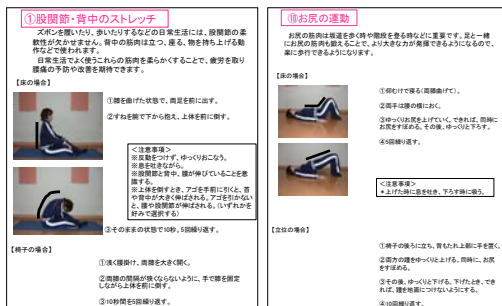 ①股関節・背中のストレッチ
ズボンを履いたり、歩いたりするなどの日常生活には、股関節の柔
軟性が欠かせません。背中の筋肉は立つ、座る、物を持ち上げる動
作などで使われます。
日常生活でよく使うこれらの筋肉を柔らかくすることで、疲労を取り
腰痛の予防や改善を期待できます。
【床の場合】
①膝を曲げた状態で、両足を前に出す。
②すねを腕で下から抱え、上体を前に倒す。
＜注意事項＞
※反動をつけず、ゆっくりおこなう。
※息を吐きながら。
※股関節と背中、腰が伸びていることを意
識する。
※上体を倒すとき、アゴを手前に引くと、首
や背中が大きく伸ばされる。アゴを引かない
と、腰や股関節が伸ばされる。（いずれかを
好みで選択する）
③そのままの状態で10秒。5回繰り返す。
【椅子の場合】
①浅く腰掛け、両膝を大きく開く。
②両膝の間隔が狭くならないように、手で膝を固定
しながら上体を前に倒す。
③10秒間を5回繰り返す。
⑩お尻の運動
お尻の筋肉は坂道を歩く時や階段を登る時などに重要です。足と一緒
にお尻の筋肉も鍛えることで、より大きな力が発揮できるようになるので、
楽に歩行できるようになります。
【床の場合】
①仰向けで寝る（両膝曲げて）。
②両手は腰の横におく。
③ゆっくりお尻を上げていく、できれば、同時に
お尻をすぼめる。その後、ゆっくりと下ろす。
④5回繰り返す。
＜注意事項＞
＊上げた時に息を吐き、下ろす時に吸う。
【立位の場合】
①椅子の後ろに立ち、背もたれ上部に手を置く。
②両方の踵をゆっくりと上げる。同時に、お尻
をすぼめる。
③その後、ゆっくりと下げる。下げたとき、でき
れば、踵を地面につけないようにする。
④10回繰り返す。